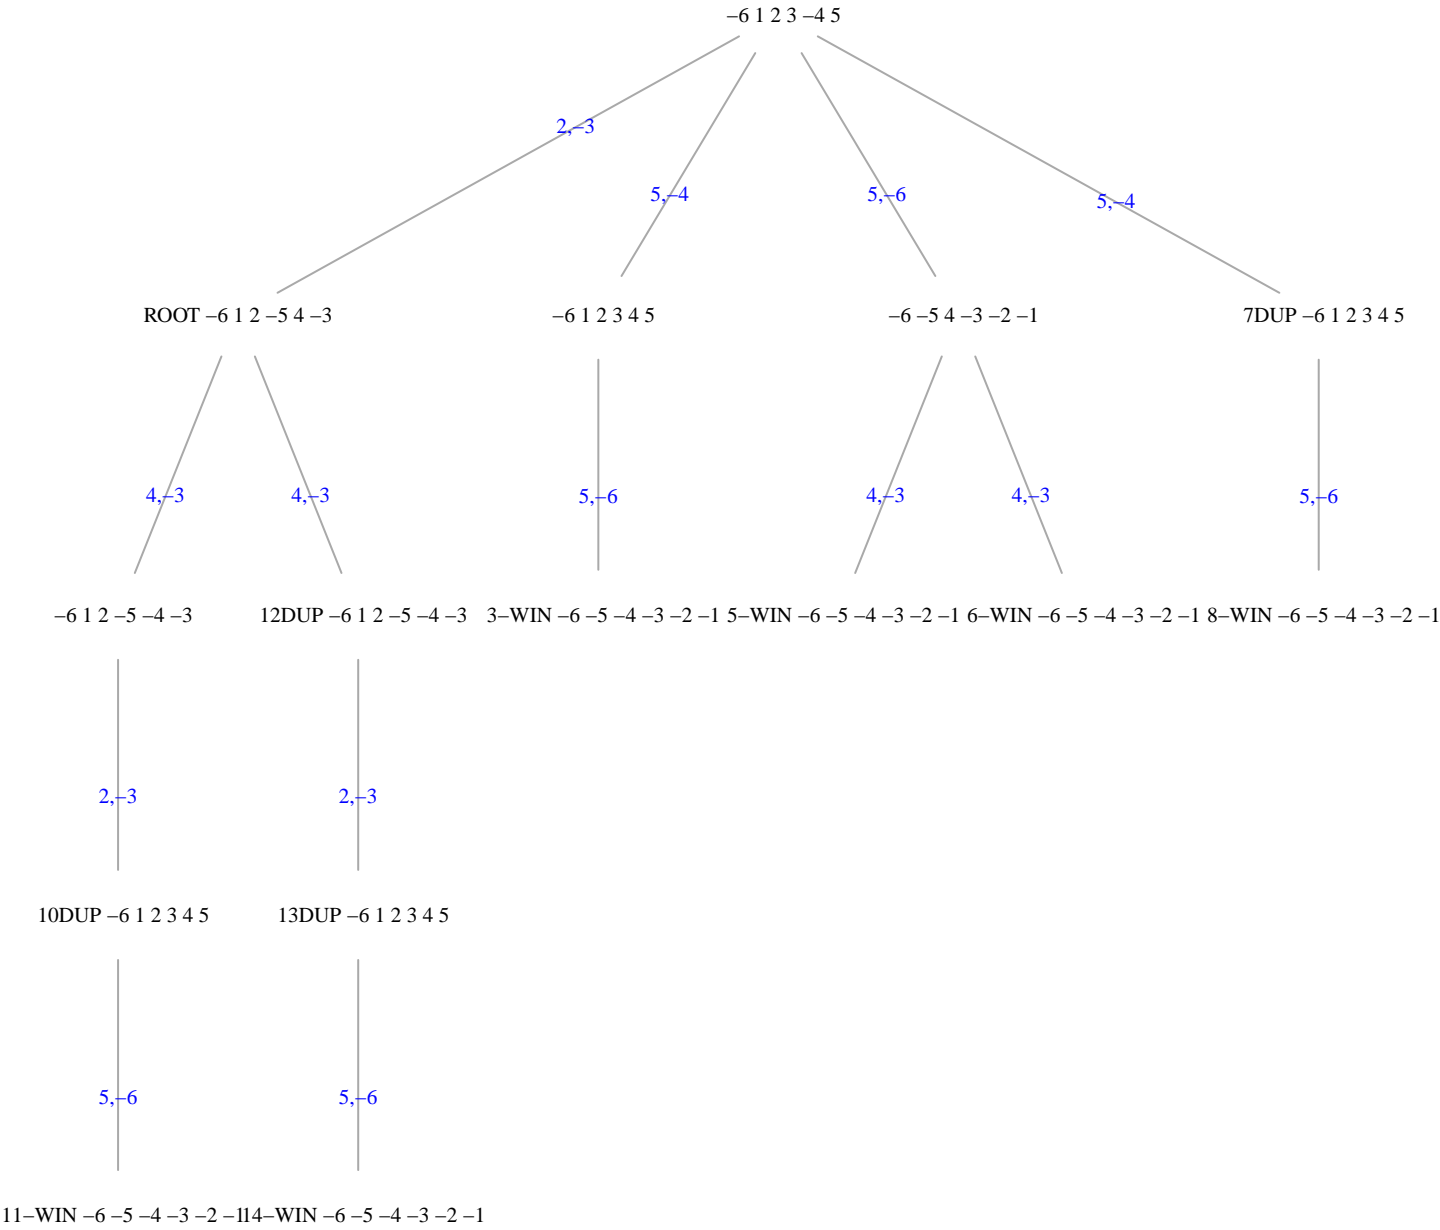 −6 1 2 3 −4 5
2,−3
5,−4
5,−6
5,−4
ROOT −6 1 2 −5 4 −3
−6 1 2 3 4 5
−6 −5 4 −3 −2 −1
7DUP −6 1 2 3 4 5
4,−3
4,−3
5,−6
4,−3
4,−3
5,−6
−6 1 2 −5 −4 −3
12DUP −6 1 2 −5 −4 −3
3−WIN −6 −5 −4 −3 −2 −1
5−WIN −6 −5 −4 −3 −2 −1
6−WIN −6 −5 −4 −3 −2 −1
8−WIN −6 −5 −4 −3 −2 −1
2,−3
2,−3
10DUP −6 1 2 3 4 5
13DUP −6 1 2 3 4 5
5,−6
5,−6
11−WIN −6 −5 −4 −3 −2 −1
14−WIN −6 −5 −4 −3 −2 −1